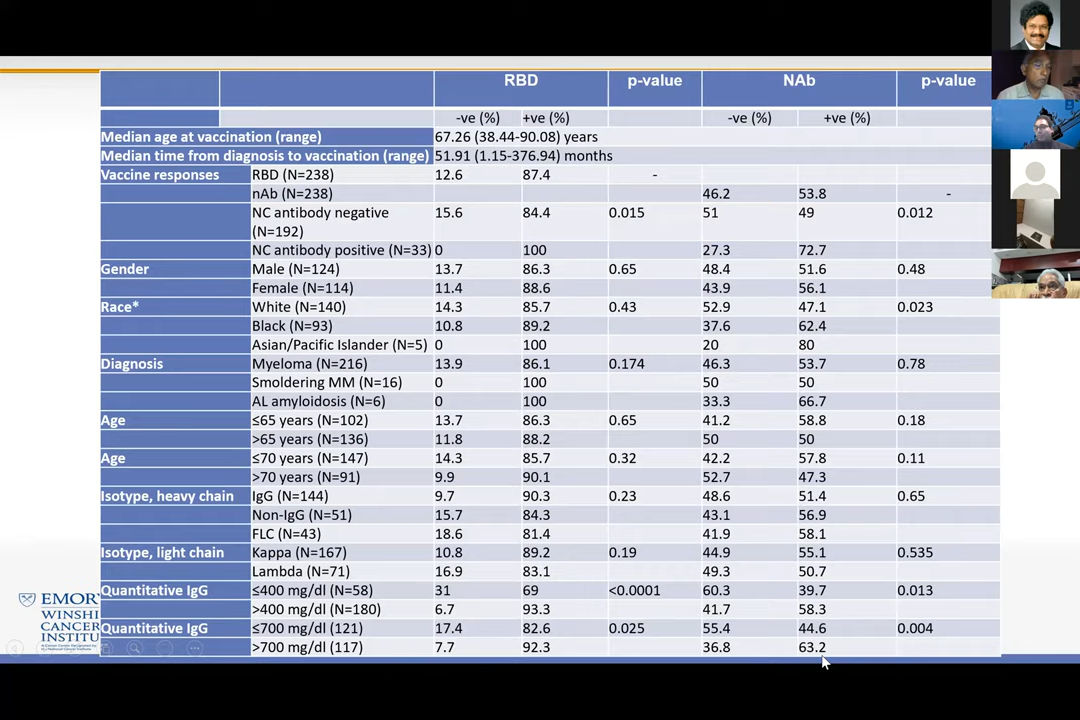 RBD p-value NAb p-value
-ve (%) +ve (%) -ve (%) +ve (%)
Median age at vaccination (range) 67.26 (38.44-90.08) years
Median time from diagnosis to vaccination (range) 51.91 (1.15-376.94) months
Vaccine responses RBD (N=238) 12.6 87.4 -
nAb (N=238) 46.2 53.8 -
NC antibody negative
(N=192) 15.6 84.4 0.015 51 49 0.012
NC antibody positive (N=33) 0 100 27.3 72.7
Gender Male (N=124) 13.7 86.3 0.65 48.4 51.6 0.48
Female (N=114) 11.4 88.6 43.9 56.1
Race* White (N=140) 14.3 85.7 0.43 52.9 47.1 0.023
Black (N=93) 10.8 89.2 37.6 62.4
Asian/Pacific Islander (N=5) 0 100 20 80
Diagnosis Myeloma (N=216) 13.9 86.1 0.174 46.3 53.7 0.78
Smoldering MM (N=16) 0 100 50 50
AL amyloidosis (N=6) 0 100 33.3 66.7
Age ≤65 years (N=102) 13.7 86.3 0.65 41.2 58.8 0.18
>65 years (N=136) 11.8 88.2 50 50
Age ≤70 years (N=147) 14.3 85.7 0.32 42.2 57.8 0.11
>70 years (N=91) 9.9 90.1 52.7 47.3
Isotype, heavy chain IgG (N=144) 9.7 90.3 0.23 48.6 51.4 0.65
Non-IgG (N=51) 15.7 84.3 43.1 56.9
FLC (N=43) 18.6 81.4 41.9 58.1
Isotype, light chain Kappa (N=167) 10.8 89.2 0.19 44.9 55.1 0.535
Lambda (N=71) 16.9 83.1 49.3 50.7
Quantitative IgG ≤400 mg/dl (N=58) 31 69 <0.0001 60.3 39.7 0.013
>400 mg/dl (N=180) 6.7 93.3 41.7 58.3
Quantitative IgG ≤700 mg/dl (121) 17.4 82.6 0.025 55.4 44.6 0.004
>700 mg/dl (117) 7.7 92.3 36.8 63.2
EMOR
WINSHI
CANCER
INSTITU